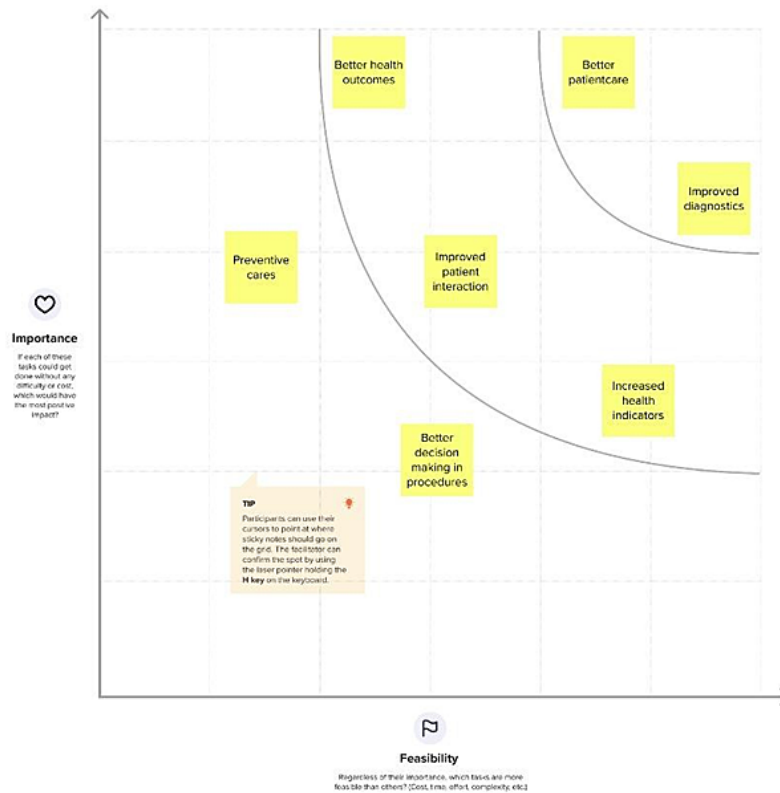 Better health
outcomes
Better
patientcare
Improved
diagnostics
Preventive
cares
Improved
patient
interaction
Importance
If each of these
tasks could get
done without any
difficulty or cost,
which would have
the most positive
impact?
Increased
health
indicators
Better
decision
making in
procedures
TIP
Participants can use their
cursors to point at where
sticky notes should go on
the grid. The facilitator can
confirm the spot by using
the laser pointer holding the
H key on the keyboard.
Feasibility
Regardless of their importance, which tasks are more
feasible than others? (Cost, time, effort, complexity, etc.)